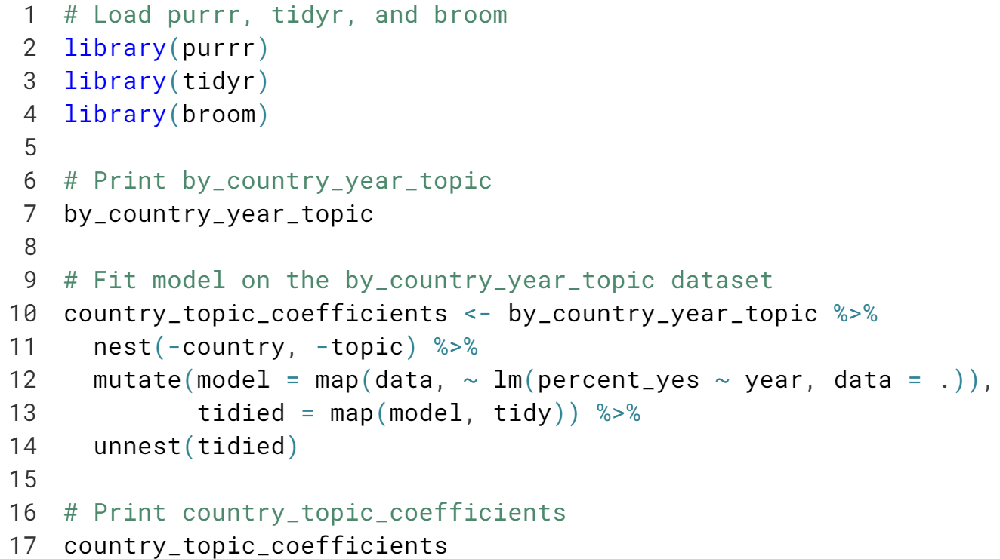 1 # Load purrr, tidyr, and broom
2 library(purrr)
3 library(tidyr)
4 library(broom)
5
6 # Print by_country_year_topic
7 by_country_year_topic
8
9 # Fit model on the by_country_year_topic dataset
10 country_topic_coefficients <- by_country_year_topic %>%
11   nest(-country, -topic) %>%
12   mutate(model = map(data, ~ lm(percent_yes ~ year, data = .)),
13          tidied = map(model, tidy)) %>%
14   unnest(tidied)
15
16 # Print country_topic_coefficients
17 country_topic_coefficients